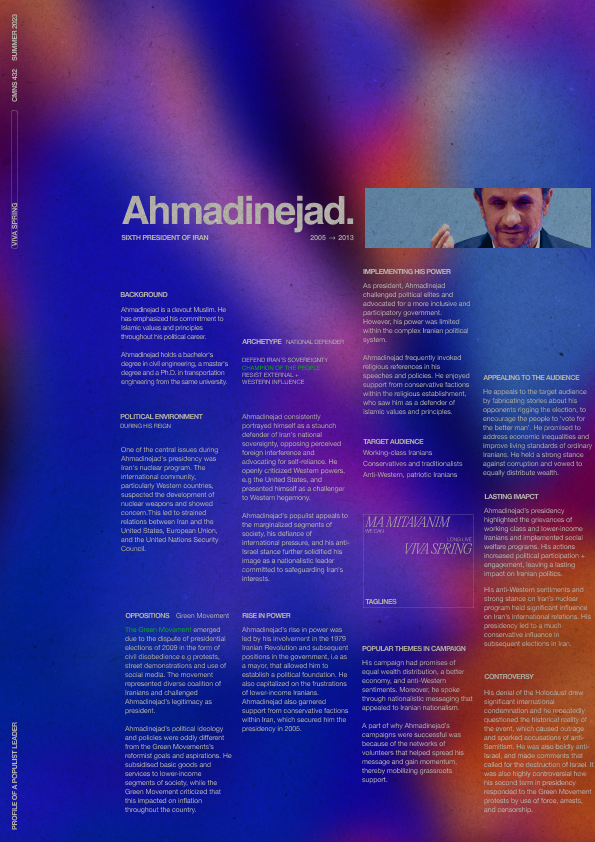 CMNS 432 SUMMER 2023
VIVA SPRING
PROFILE OF A POPULIST LEADER
Ahmadinejad.
SIXTH PRESIDENT OF IRAN 2005 → 2013
BACKGROUND
Ahmadinejad is a devout Muslim. He
has emphasized his commitment to
Islamic values and principles
throughout his political career.
Ahmadinejad holds a bachelor's
degree in civil engineering, a master's
degree and a Ph.D. in transportation
engineering from the same university.
POLITICAL ENVIRONMENT
DURING HIS REIGN
One of the central issues during
Ahmadinejad's presidency was
Iran's nuclear program. The
international community,
particularly Western countries,
suspected the development of
nuclear weapons and showed
concern.This led to strained
relations between Iran and the
United States, European Union,
and the United Nations Security
Council.
OPPOSITIONS Green Movement
The Green Movement emerged
due to the dispute of presidential
elections of 2009 in the form of
civil disobedience e.g protests,
street demonstrations and use of
social media. The movement
represented diverse coalition of
Iranians and challenged
Ahmadinejad's legitimacy as
president.
Ahmadinejad's political ideology
and policies were oddly different
from the Green Movements's
reformist goals and aspirations. He
subsidised basic goods and
services to lower-income
segments of society, while the
Green Movement criticized that
this impacted on inflation
throughout the country.
ARCHETYPE NATIONAL DEFENDER
DEFEND IRAN'S SOVEREIGNTY
CHAMPION OF THE PEOPLE
RESIST EXTERNAL +
WESTERN INFLUENCE
Ahmadinejad consistently
portrayed himself as a staunch
defender of Iran's national
sovereignty, opposing perceived
foreign interference and
advocating for self-reliance. He
openly criticized Western powers,
e.g the United States, and
presented himself as a challenger
to Western hegemony.
Ahmadinejad's populist appeals to
the marginalized segments of
society, his defiance of
international pressure, and his anti-
Israel stance further solidified his
image as a nationalist leader
committed to safeguarding Iran's
interests.
RISE IN POWER
Ahmadinejad's rise in power was
led by his involvement in the 1979
Iranian Revolution and subsequent
positions in the government, i.e as
a mayor, that allowed him to
establish a political foundation. He
also capitalized on the frustrations
of lower-income Iranians.
Ahmadinejad also garnered
support from conservative factions
within Iran, which secured him the
presidency in 2005.
IMPLEMENTING HIS POWER
As president, Ahmadinejad
challenged political elites and
advocated for a more inclusive and
participatory government.
However, his power was limited
within the complex Iranian political
system.
Ahmadinejad frequently invoked
religious references in his
speeches and policies. He enjoyed
support from conservative factions
within the religious establishment,
who saw him as a defender of
Islamic values and principles.
TARGET AUDIENCE
Working-class Iranians
Conservatives and traditionalists
Anti-Western, patriotic Iranians
MA MITAVANIM
WE CAN
LONG LIVE
VIVA SPRING
TAGLINES
POPULAR THEMES IN CAMPAIGN
His campaign had promises of
equal wealth distribution, a better
economy, and anti-Western
sentiments. Moreover, he spoke
through nationalistic messaging that
appealed to Iranian nationalism.
A part of why Ahmadinejad's
campaigns were successful was
because of the networks of
volunteers that helped spread his
message and gain momentum,
thereby mobilizing grassroots
support.
APPEALING TO THE AUDIENCE
He appeals to the target audience
by fabricating stories about his
opponents rigging the election, to
encourage the people to 'vote for
the better man'. He promised to
address economic inequalities and
improve living standards of ordinary
Iranians. He held a strong stance
against corruption and vowed to
equally distribute wealth.
LASTING IMAPCT
Ahmadinejad's presidency
highlighted the grievances of
working class and lower-income
Iranians and implemented social
welfare programs. His actions
increased political participation +
engagement, leaving a lasting
impact on Iranian politics.
His anti-Western sentiments and
strong stance on Iran's nuclear
program held significant influence
on Iran's international relations. His
presidency led to a much
conservative influence in
subsequent elections in Iran.
CONTROVERSY
His denial of the Holocaust drew
significant international
condemnation and he repeatedly
questioned the historical reality of
the event, which caused outrage
and sparked accusations of anti-
Semitism. He was also boldly anti-
Israel, and made comments that
called for the destruction of Israel. It
was also highly controversial how
his second term in presidency
responded to the Green Movement
protests by use of force, arrests,
and censorship.